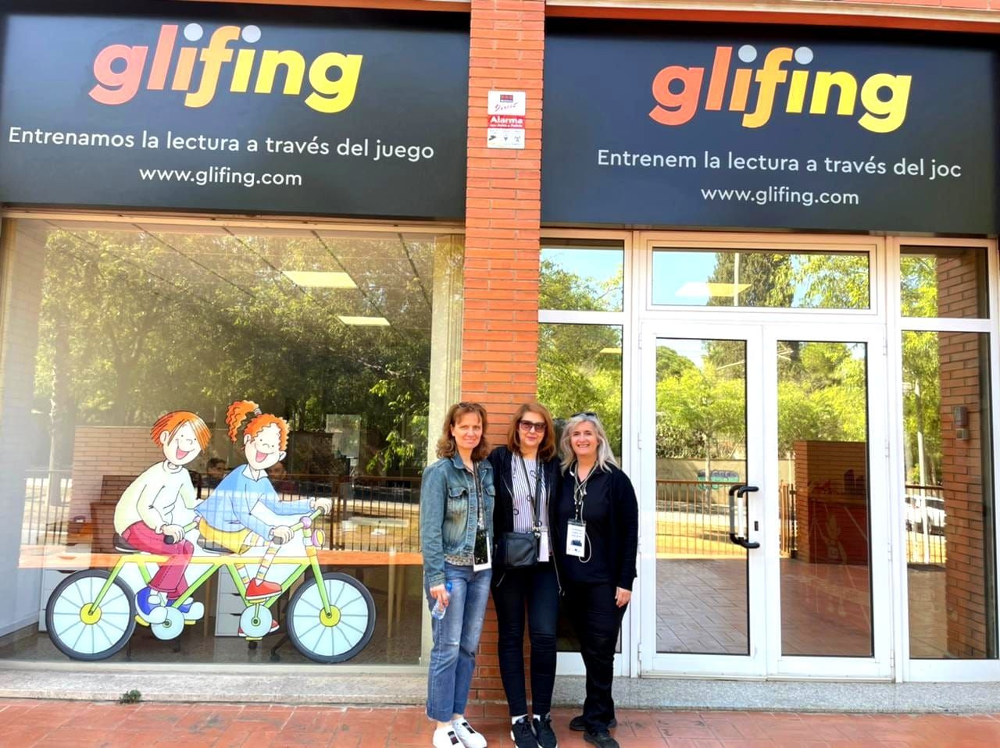 glifing
Entrenamos la lectura a través del juego
www.glifing.com
Alarma
glifing
Entrenem la lectura a través del joc
www.glifing.com